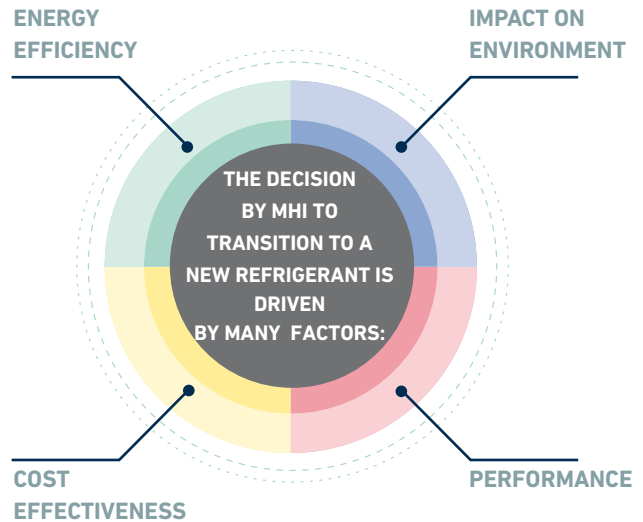 ENERGY
EFFICIENCY
IMPACT ON
ENVIRONMENT
THE DECISION
BY MHI TO
TRANSITION TO A
NEW REFRIGERANT IS
DRIVEN
BY MANY FACTORS:
COST
EFFECTIVENESS
PERFORMANCE